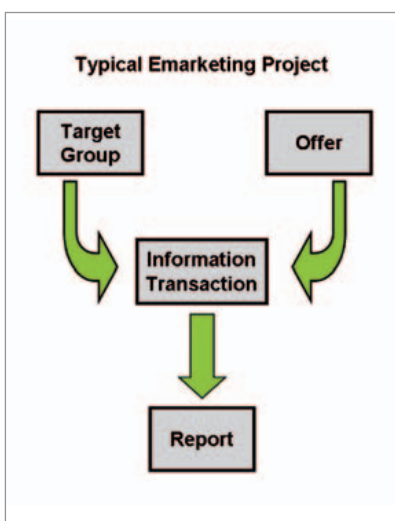 Typical Emarketing Project
Target
Group
Offer
Information
Transaction
Report